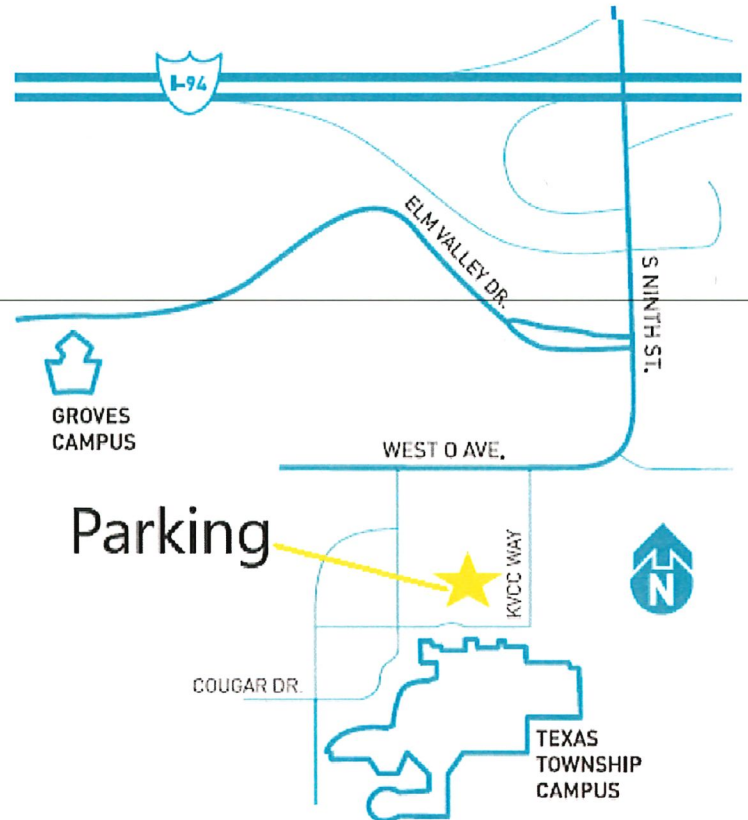 I-94
ELM VALLEY DR.
S NINTH ST.
GROVES
CAMPUS
WEST O AVE.
Parking
KVCC WAY
N
COUGAR DR.
TEXAS
TOWNSHIP
CAMPUS